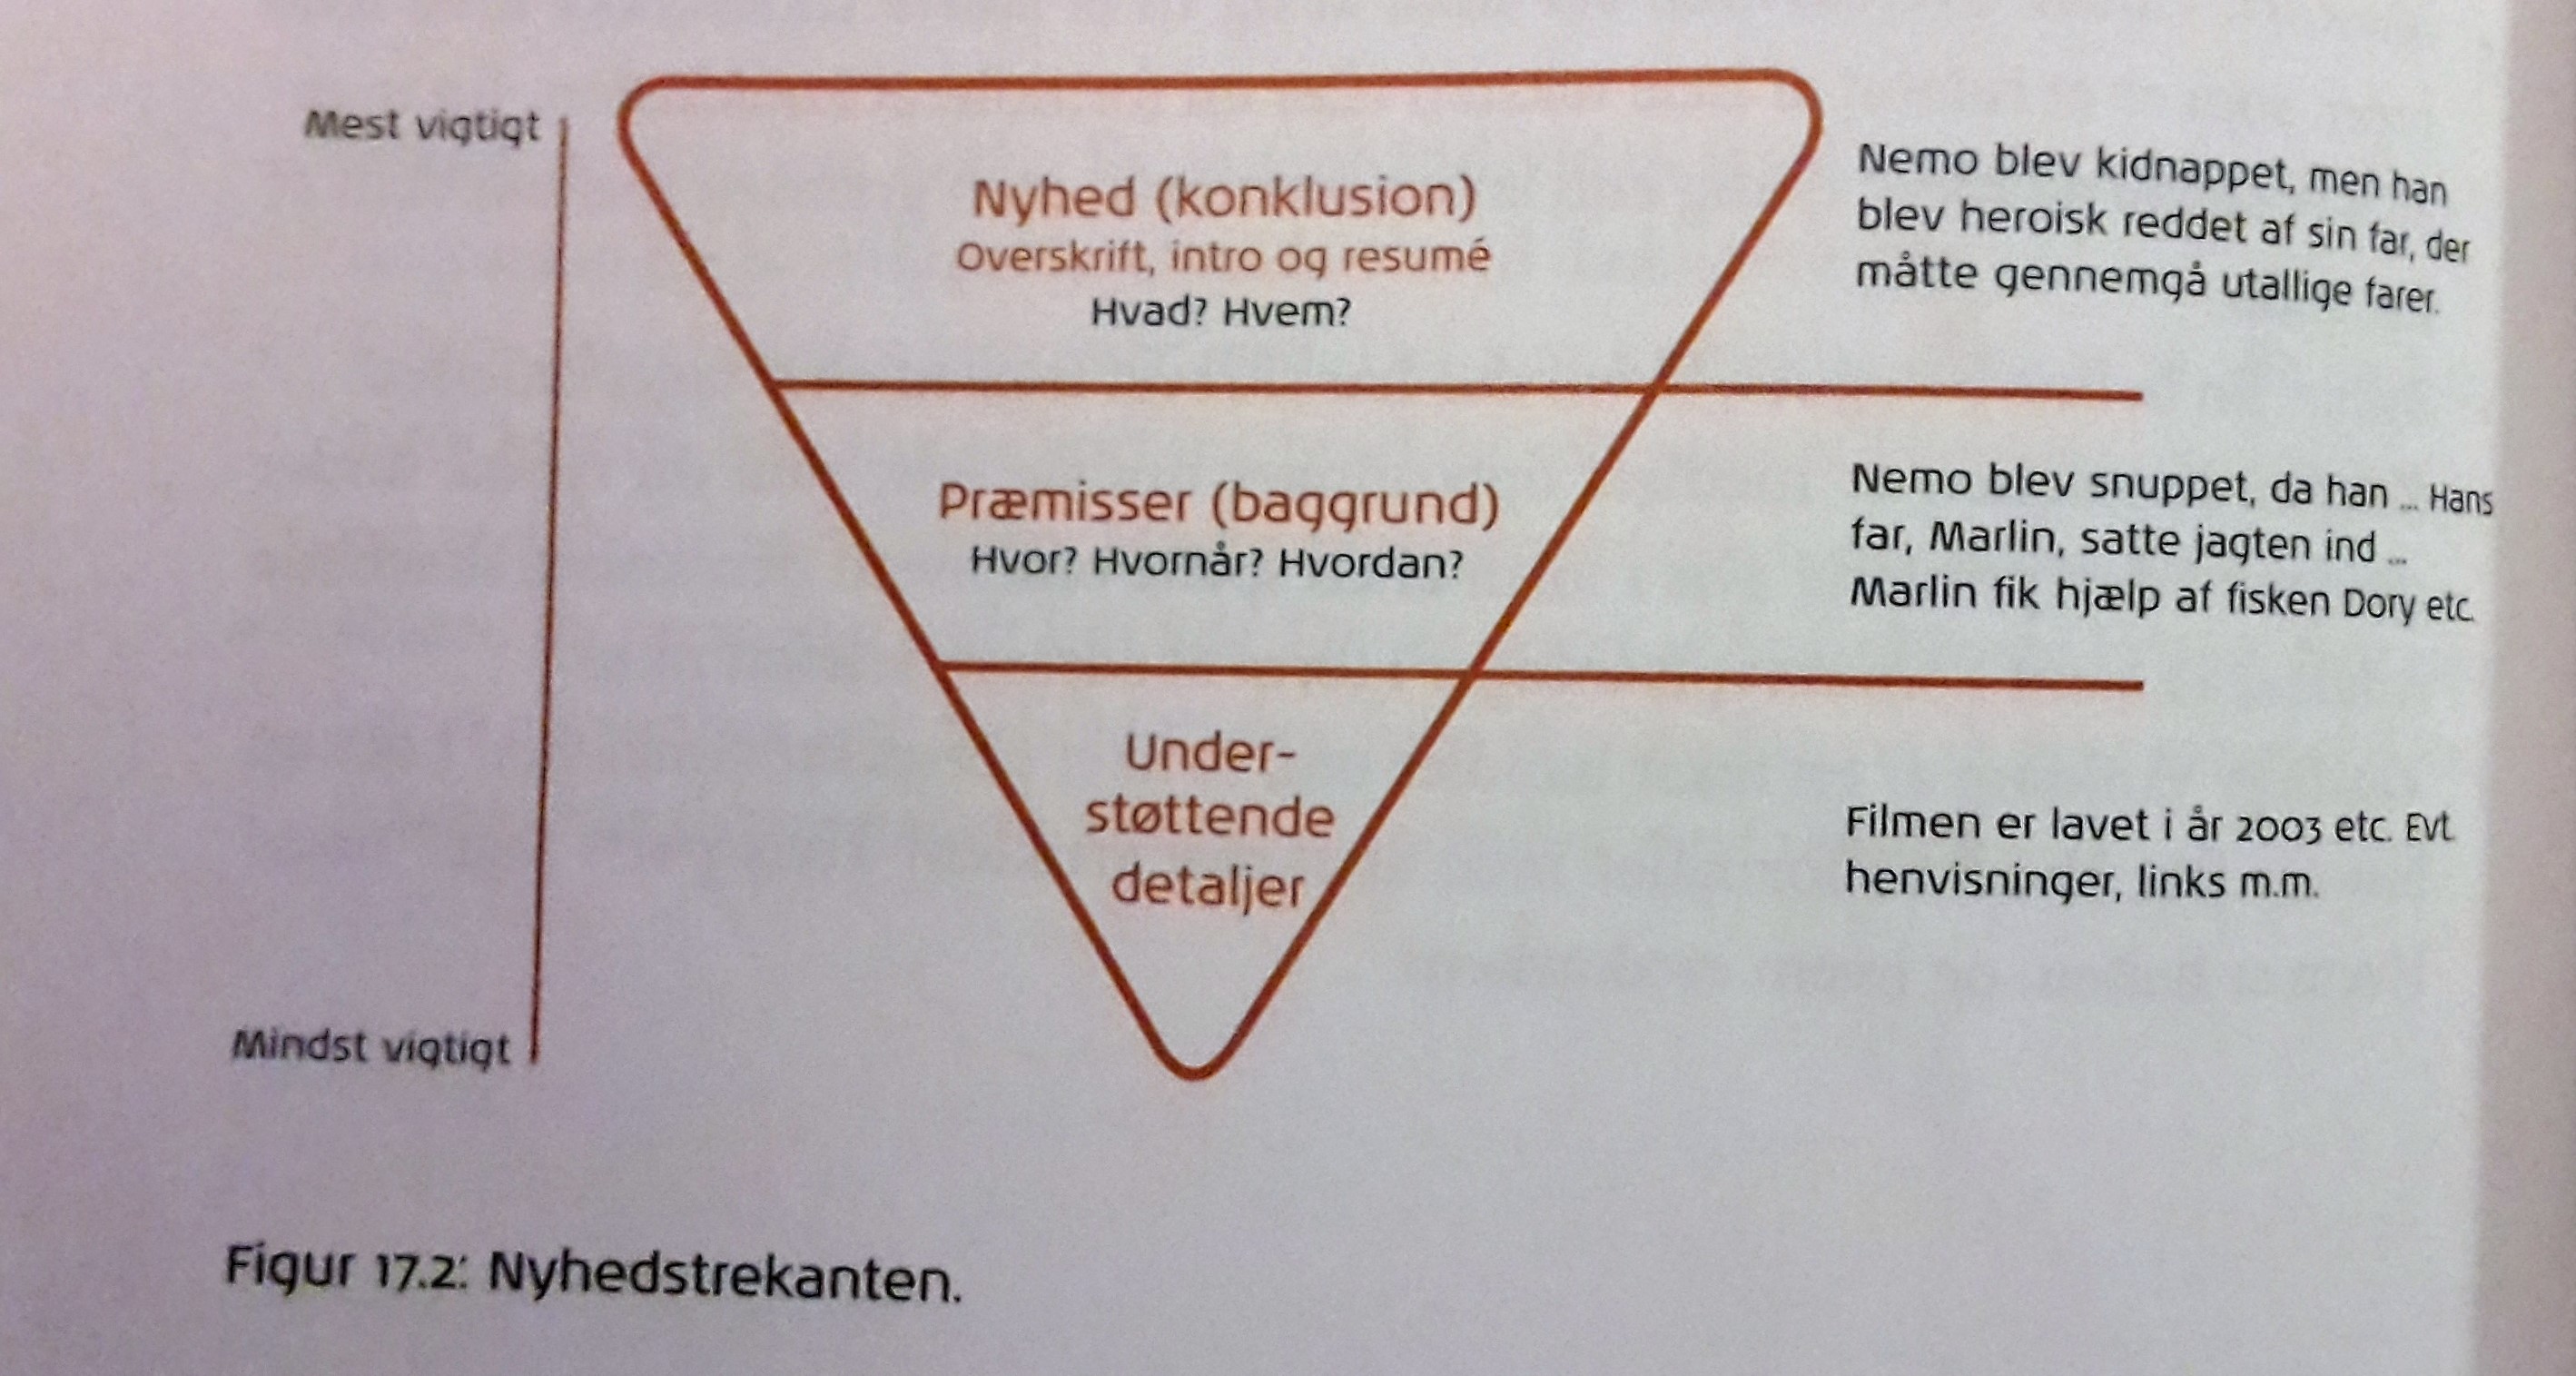 Mest vigtigt
Nyhed (konklusion)
Overskrift, intro og resumé
Hvad? Hvem?
Nemo blev kidnappet, men han
blev heroisk reddet af sin far, der
måtte gennemgå utallige farer.
Præmisser (baggrund)
Hvor? Hvornår? Hvordan?
Nemo blev snuppet, da han ... Hans
far, Marlin, satte jagten ind ...
Marlin fik hjælp af fisken Dory etc.
Under-
støttende
detaljer
Filmen er lavet i år 2003 etc. Evt.
henvisninger, links m.m.
Mindst vigtigt
Figur 17.2: Nyhedstrekanten.